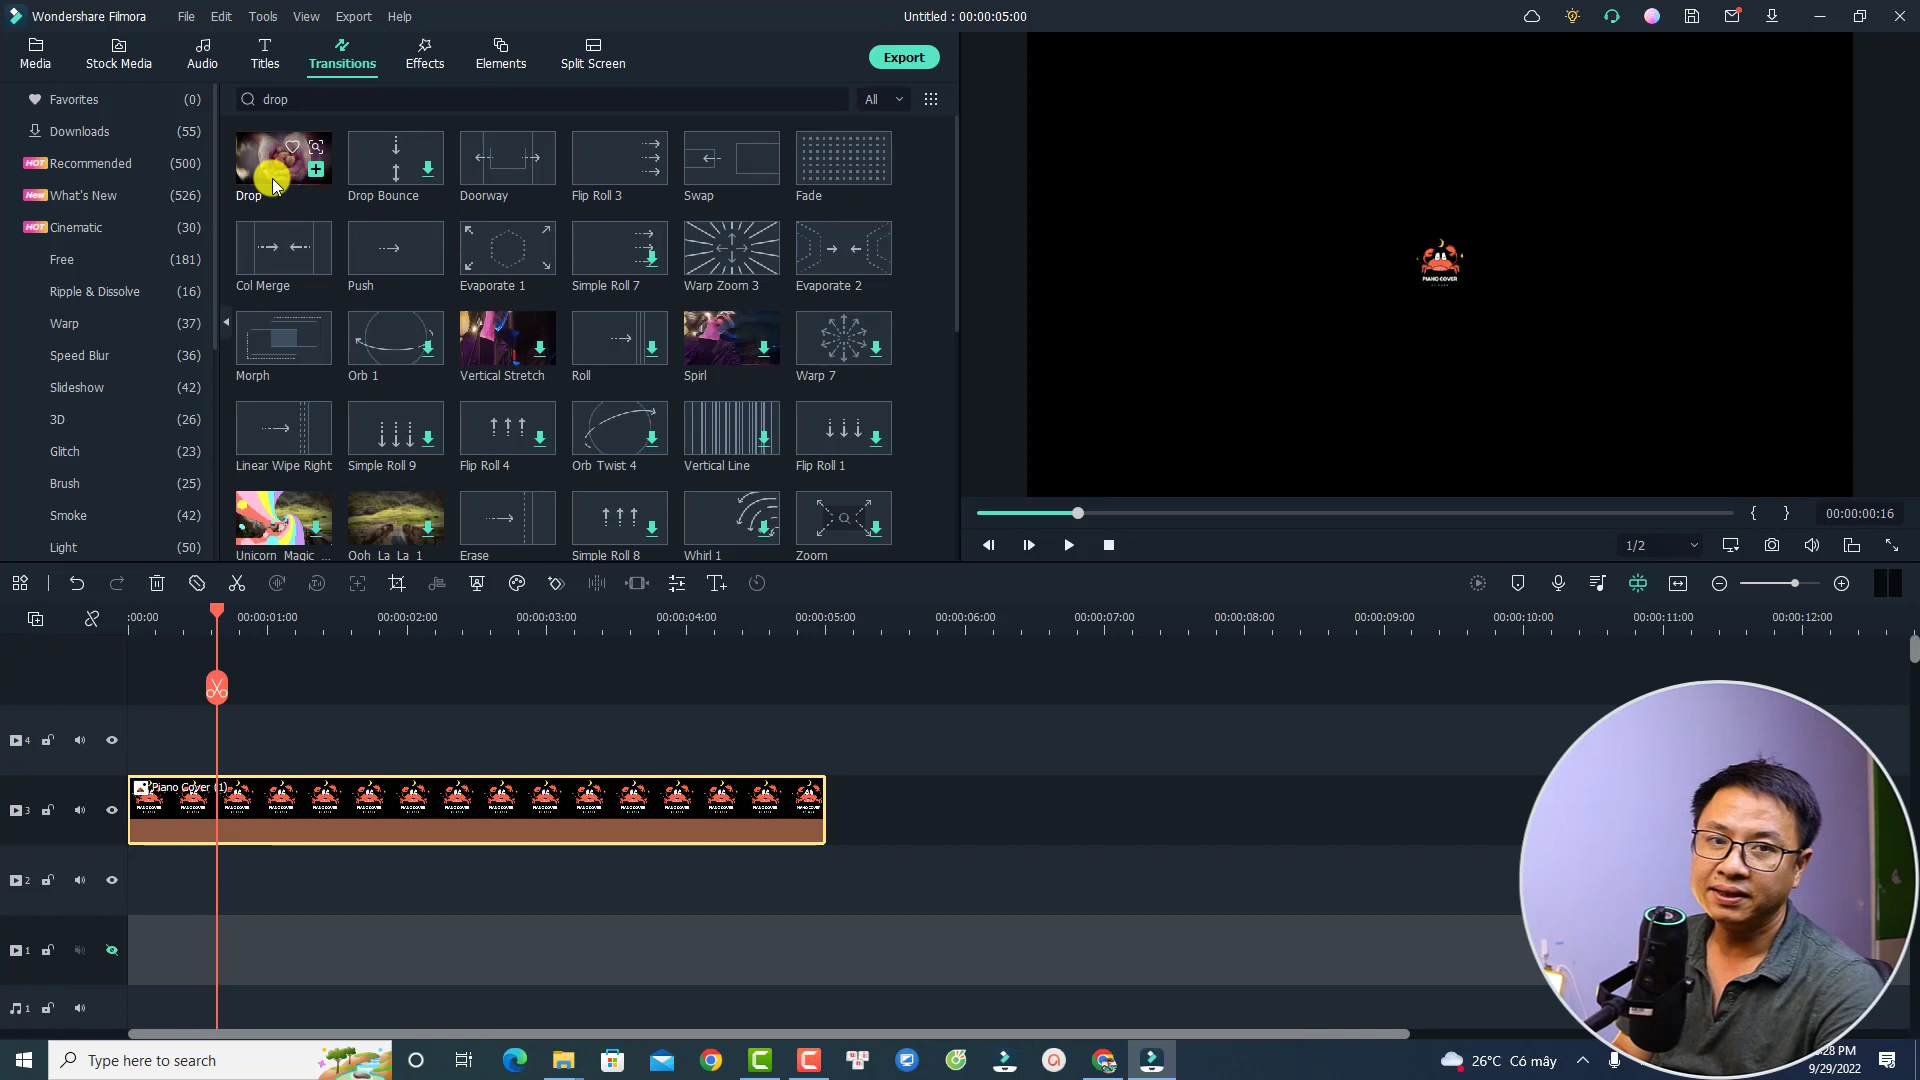 Wondershare Filmora
File Edit Tools View Export Help
Untitled : 00:00:05:00
Media
Stock Media
Audio
Titles
Transitions
Effects
Elements
Split Screen
Export
Favorites (0)
Downloads (55)
HOT Recommended (500)
New What's New (526)
HOT Cinematic (30)
Free (181)
Ripple & Dissolve (16)
Warp (37)
Speed Blur (36)
Slideshow (42)
3D (26)
Glitch (23)
Brush (25)
Smoke (42)
Light (50)
drop
All
Drop
Drop Bounce
Doorway
Flip Roll 3
Swap
Fade
Col Merge
Push
Evaporate 1
Simple Roll 7
Warp Zoom 3
Evaporate 2
Morph
Orb 1
Vertical Stretch
Roll
Spirl
Warp 7
Linear Wipe Right
Simple Roll 9
Flip Roll 4
Orb Twist 4
Vertical Line
Flip Roll 1
Unicorn_Magic_...
Ooh_La_La_1
Erase
Simple Roll 8
Whirl 1
Zoom
PIANO COVER
00:00:00:16
1/2
:00:00
00:00:01:00
00:00:02:00
00:00:03:00
00:00:04:00
00:00:05:00
00:00:06:00
00:00:07:00
00:00:08:00
00:00:09:00
00:00:10:00
00:00:11:00
00:00:12:00
4
3
Piano Cover (1)
2
1
1
Type here to search
26°C Có mây
:28 PM
9/29/2022